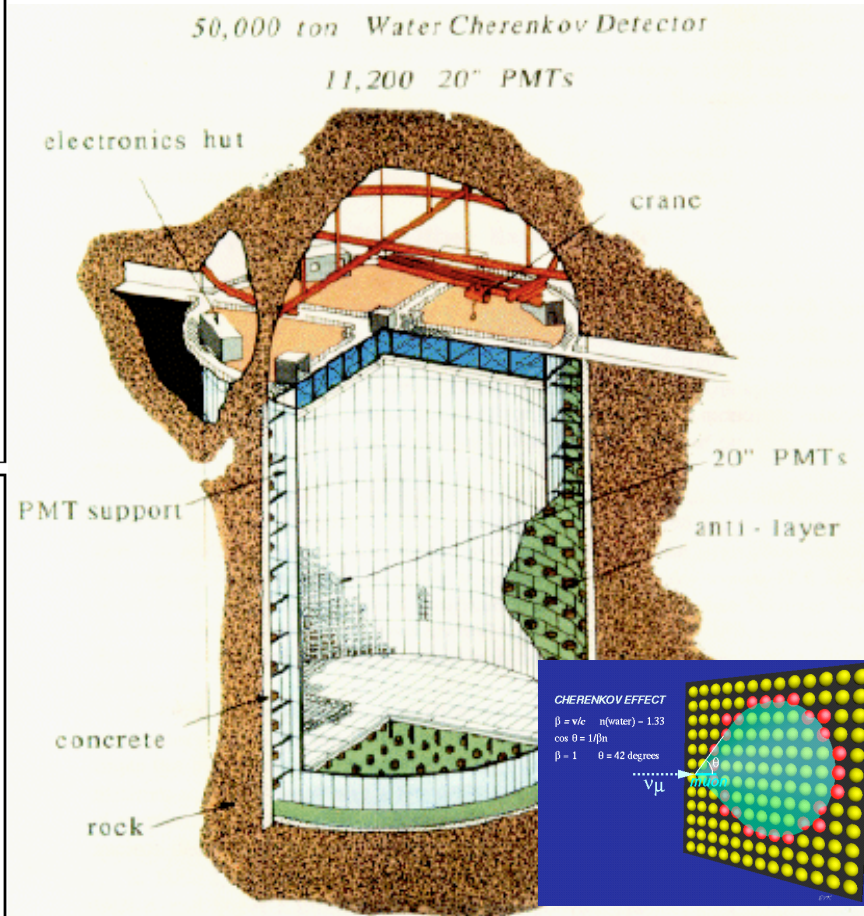 50,000 ton Water Cherenkov Detector
11,200 20" PMTs
electronics hut
crane
20" PMTs
PMT support
anti-layer
CHERENKOV EFFECT
β = v/c n(water) = 1.33
cos θ = 1/βn
β = 1 θ = 42 degrees
θ
muon
νμ
concrete
rock